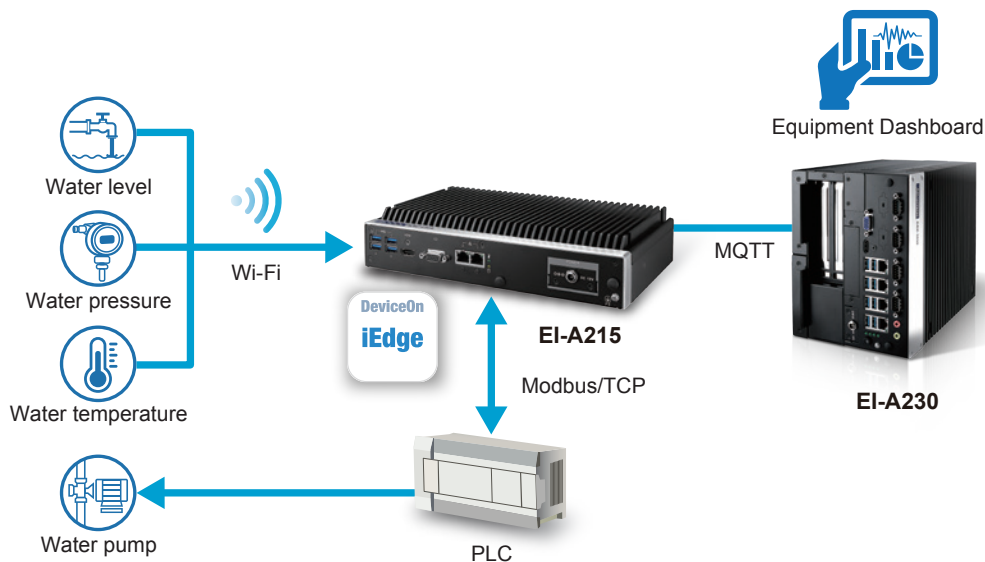 Equipment Dashboard
Water level
Wi-Fi
MQTT
Water pressure
DeviceOn
iEdge
EI-A215
Modbus/TCP
Water temperature
EI-A230
Water pump
PLC